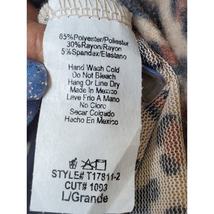 65%Polyester/Poliester
30%Rayon/Rayon
5%Spandex/Elastano
Hand Wash Cold
Do Not Bleach
Hang or Line Dry
Made in Mexico
Lave Frio A Mano
No Cloro
Secar Colgado
Hecho En Mexico
STYLE# T17811-2
CUT# 1093
L/Grande